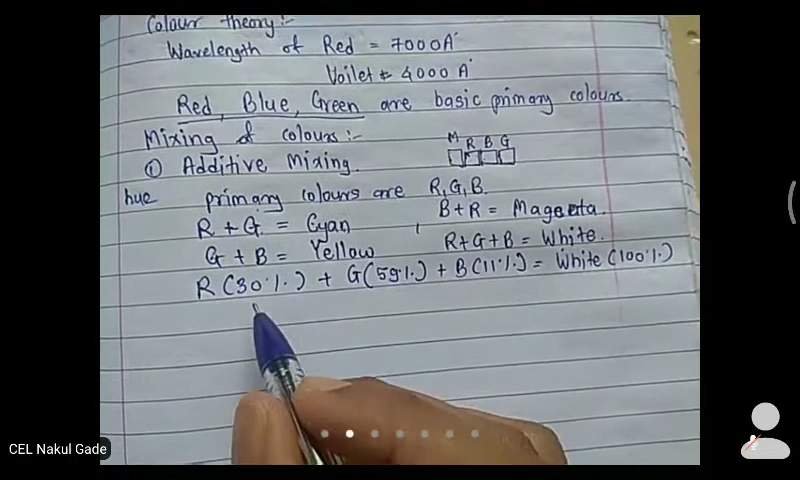 Colour theory:-
Wavelength of Red = 7000A°
Voilet = 4000 A°
Red, Blue, Green are basic primary colours.
Mixing of colours:-
M R B G
① Additive Mixing.
hue primary colours are R,G,B.
R + G = Cyan , B+R = Magenta.
G + B = Yellow R+G+B = White.
R (30%) + G(59%) + B(11%) = White(100%)
CEL Nakul Gade